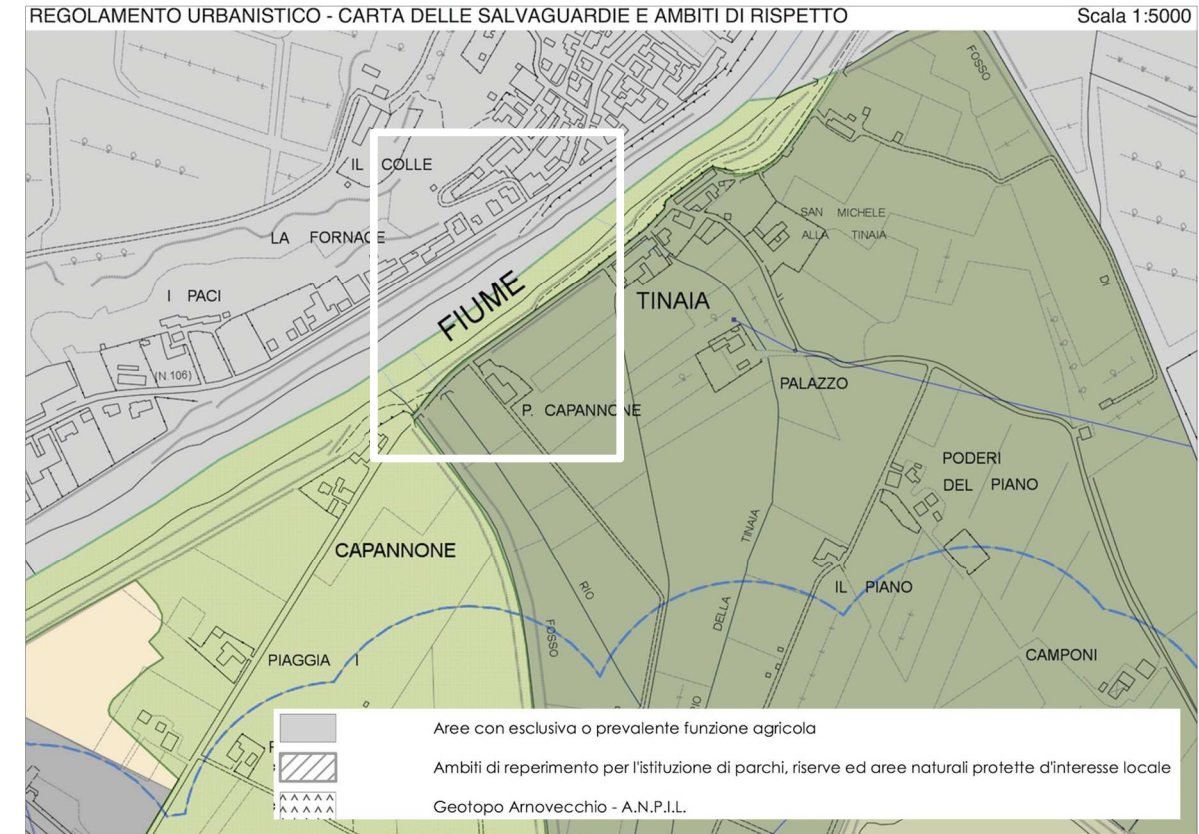 REGOLAMENTO URBANISTICO - CARTA DELLE SALVAGUARDIE E AMBITI DI RISPETTO
Scala 1:5000
FOSSO
IL COLLE
SAN MICHELE
ALLA TINAIA
LA FORNACE
DI
IL
FIUME
I PACI
TINAIA
(N.106)
PALAZZO
P. CAPANNONE
PODERI
DEL PIANO
TINAIA
CAPANNONE
RIO
IL PIANO
DELLA
FOSSO
CAMPONI
PIAGGIA I
RIO
Aree con esclusiva o prevalente funzione agricola
Ambiti di reperimento per l'istituzione di parchi, riserve ed aree naturali protette d'interesse locale
Geotopo Arnovecchio - A.N.P.I.L.